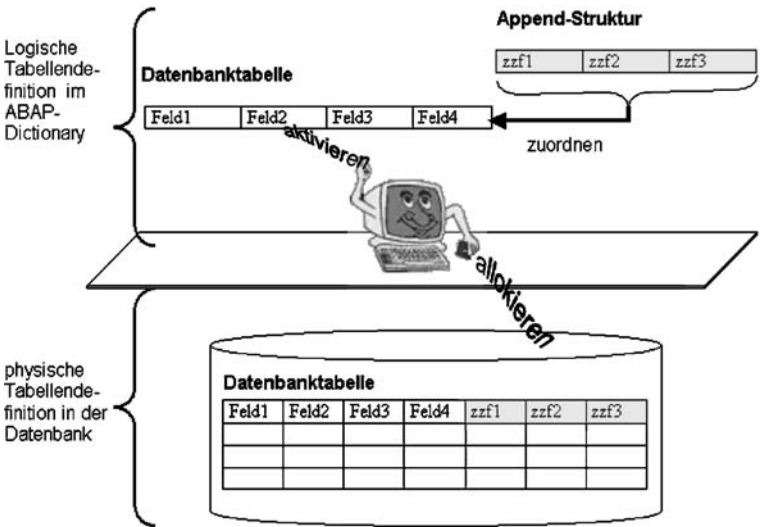 Append-Struktur
zzf1 zzf2 zzf3
Logische
Tabellende-
finition im
ABAP-
Dictionary
Datenbanktabelle
Feld1 Feld2 Feld3 Feld4
zuordnen
aktivieren
allokieren
physische
Tabellende-
finition in der
Datenbank
Datenbanktabelle
Feld1 Feld2 Feld3 Feld4 zzf1 zzf2 zzf3